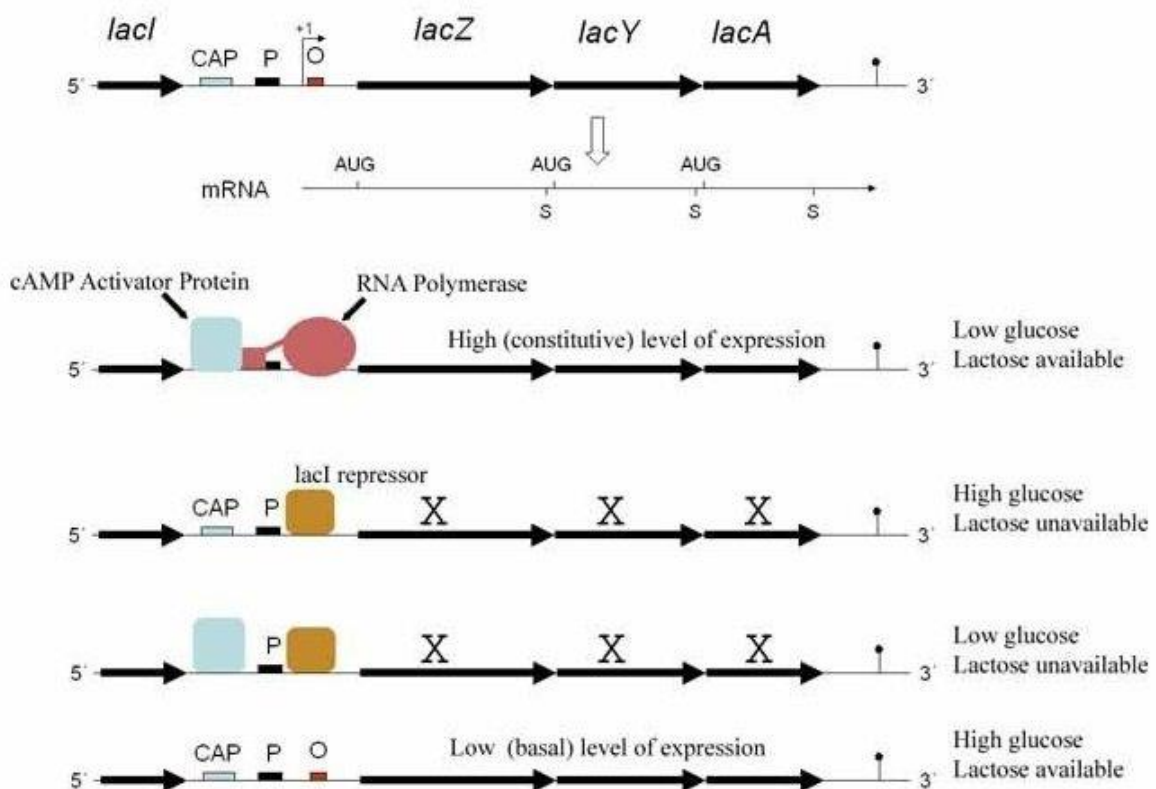 lacI lacZ lacY lacA
CAP P +1 O
5´ 3´
AUG AUG AUG
mRNA
S S S
cAMP Activator Protein RNA Polymerase
High (constitutive) level of expression
Low glucose
Lactose available
5´ 3´
lacI repressor
CAP P X X X
High glucose
Lactose unavailable
5´ 3´
P X X X
Low glucose
Lactose unavailable
5´ 3´
CAP P O
Low (basal) level of expression
High glucose
Lactose available
5´ 3´